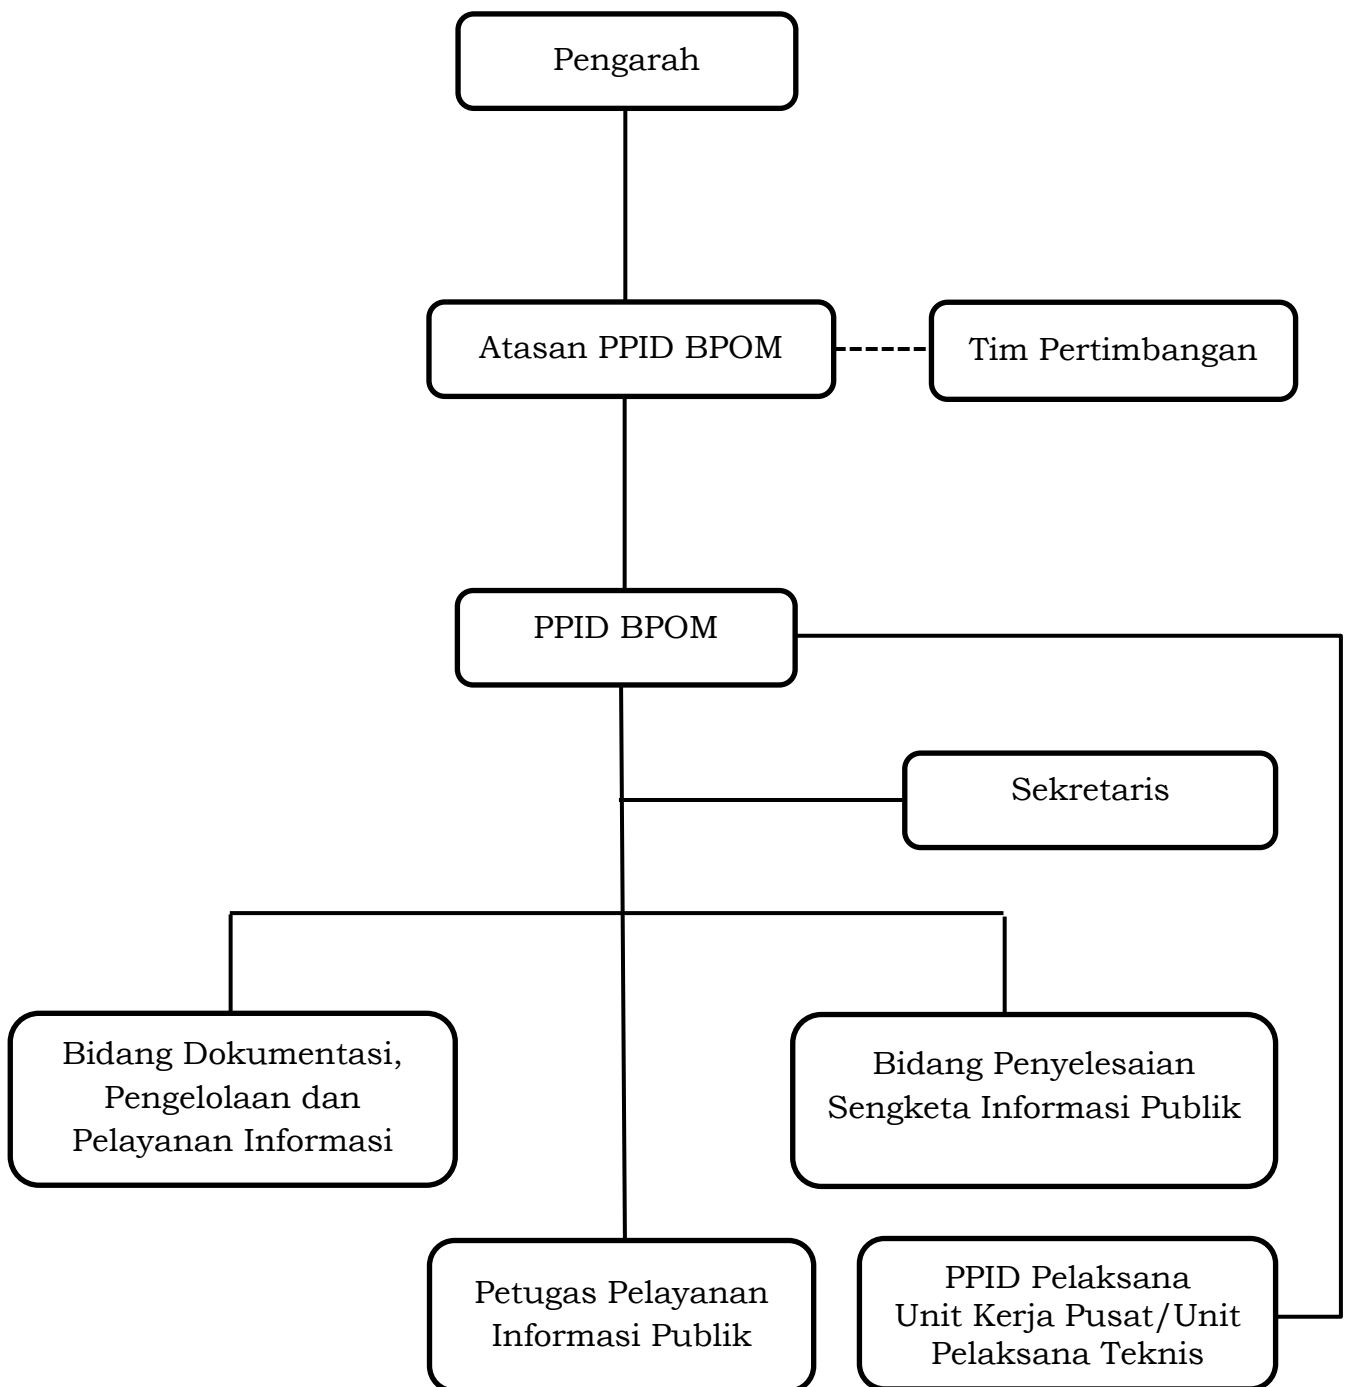 Pengarah
Atasan PPID BPOM
Tim Pertimbangan
PPID BPOM
Sekretaris
Bidang Dokumentasi,
Pengelolaan dan
Pelayanan Informasi
Bidang Penyelesaian
Sengketa Informasi Publik
Petugas Pelayanan
Informasi Publik
PPID Pelaksana
Unit Kerja Pusat/Unit
Pelaksana Teknis